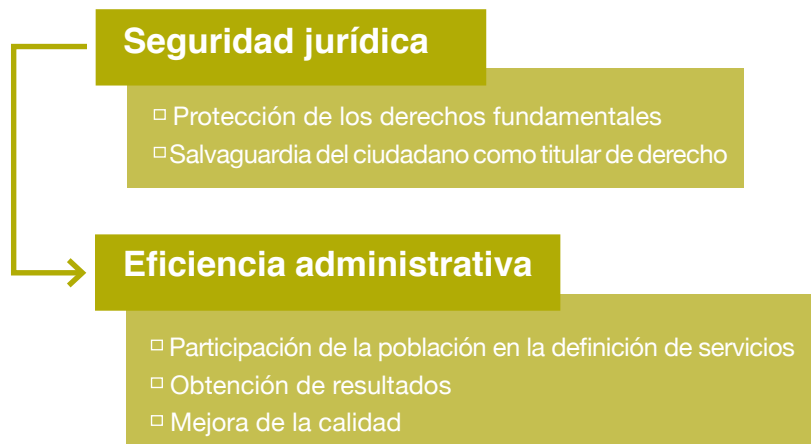 Seguridad jurídica
Protección de los derechos fundamentales
Salvaguardia del ciudadano como titular de derecho
Eficiencia administrativa
Participación de la población en la definición de servicios
Obtención de resultados
Mejora de la calidad